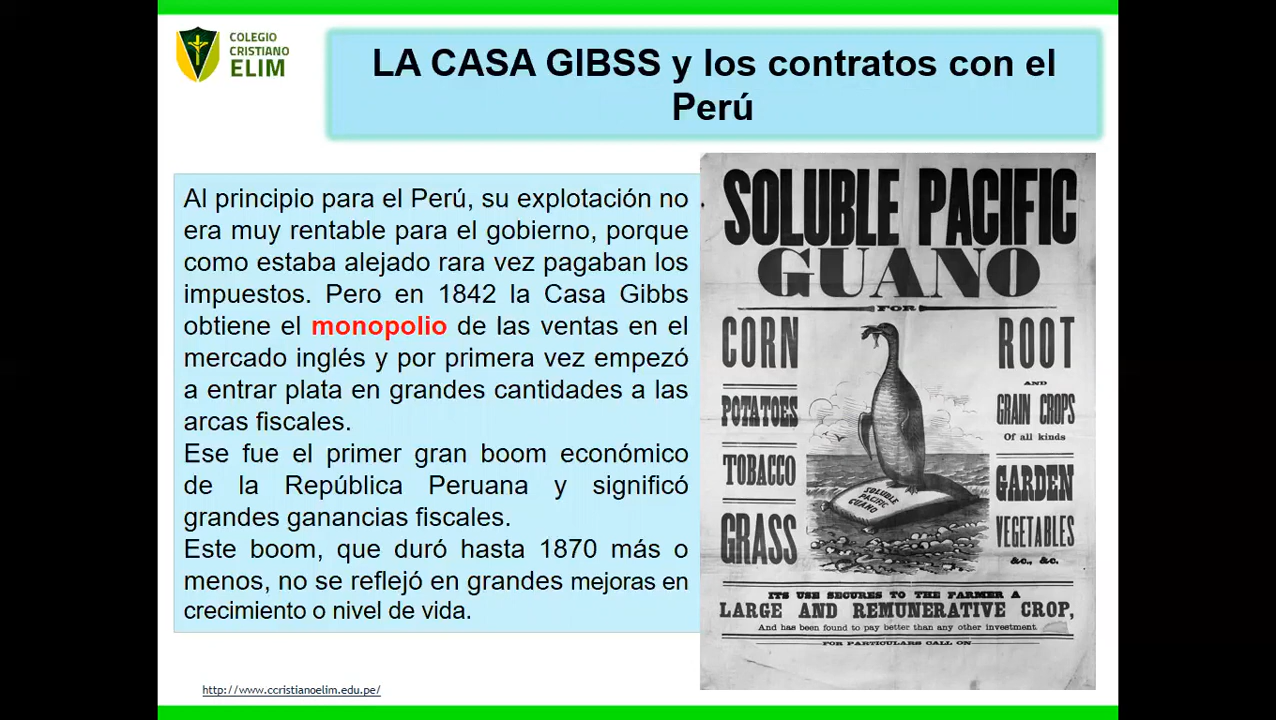 COLEGIO
CRISTIANO
ELIM
LA CASA GIBSS y los contratos con el
Perú
Al principio para el Perú, su explotación no
era muy rentable para el gobierno, porque
como estaba alejado rara vez pagaban los
impuestos. Pero en 1842 la Casa Gibbs
obtiene el monopolio de las ventas en el
mercado inglés y por primera vez empezó
a entrar plata en grandes cantidades a las
arcas fiscales.
Ese fue el primer gran boom económico
de la República Peruana y significó
grandes ganancias fiscales.
Este boom, que duró hasta 1870 más o
menos, no se reflejó en grandes mejoras en
crecimiento o nivel de vida.
SOLUBLE PACIFIC
GUANO
FOR
CORN
POTATOES
TOBACCO
GRASS
SOLUBLE
PACIFIC
GUANO
ROOT
AND
GRAIN CROPS
Of all kinds
GARDEN
VEGETABLES
&c., &c.
ITS USE SECURES TO THE FARMER A
LARGE AND REMUNERATIVE CROP,
And has been found to pay better than any other investment
FOR PARTICULARS CALL ON
http://www.ccristianoelim.edu.pe/